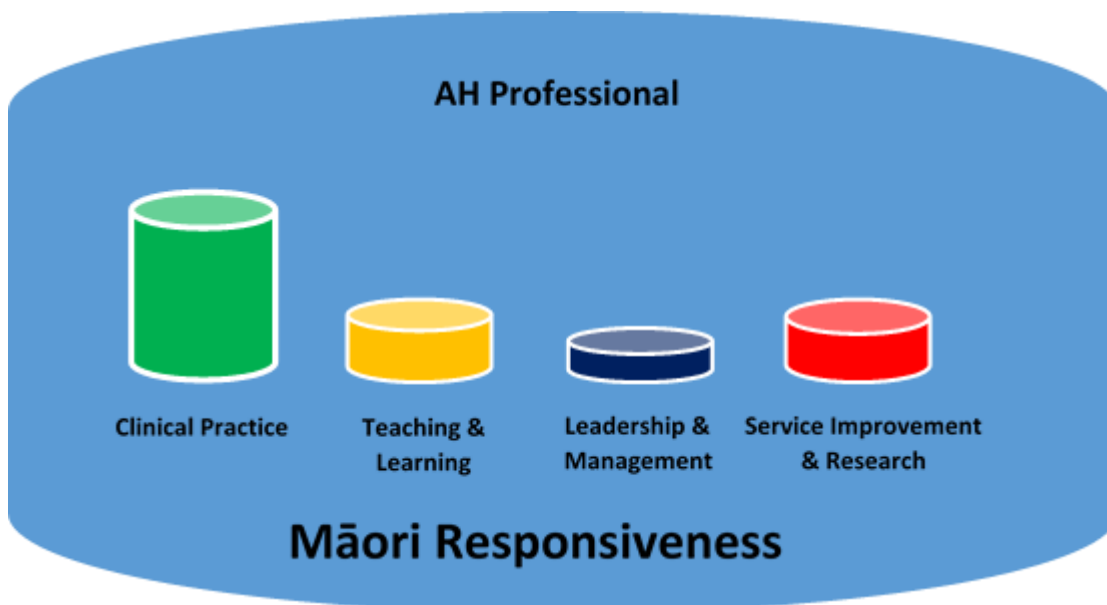 AH Professional
Clinical Practice
Teaching &
Learning
Leadership &
Management
Service Improvement
& Research
Māori Responsiveness